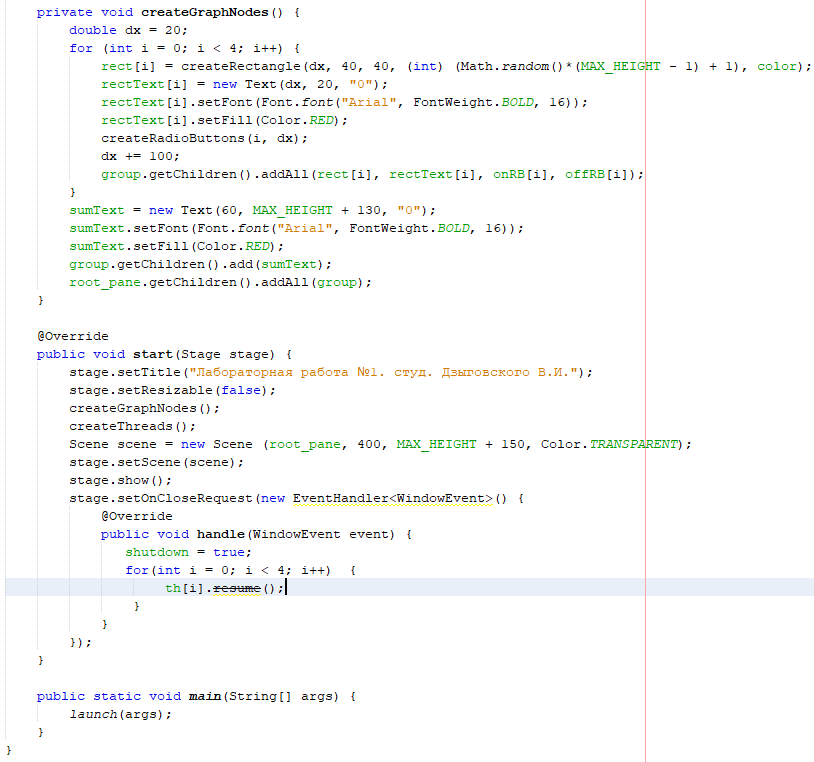 private void createGraphNodes() {
double dx = 20;
for (int i = 0; i < 4; i++) {
rect[i] = createRectangle(dx, 40, 40, (int) (Math.random()*(MAX_HEIGHT - 1) + 1), color);
rectText[i] = new Text(dx, 20, "0");
rectText[i].setFont(Font.font("Arial", FontWeight.BOLD, 16));
rectText[i].setFill(Color.RED);
createRadioButtons(i, dx);
dx += 100;
group.getChildren().addAll(rect[i], rectText[i], onRB[i], offRB[i]);
}
sumText = new Text(60, MAX_HEIGHT + 130, "0");
sumText.setFont(Font.font("Arial", FontWeight.BOLD, 16));
sumText.setFill(Color.RED);
group.getChildren().add(sumText);
root_pane.getChildren().addAll(group);
}
@Override
public void start(Stage stage) {
stage.setTitle("Лабораторная работа №1. студ. Дзыговского В.И.");
stage.setResizable(false);
createGraphNodes();
createThreads();
Scene scene = new Scene (root_pane, 400, MAX_HEIGHT + 150, Color.TRANSPARENT);
stage.setScene(scene);
stage.show();
stage.setOnCloseRequest(new EventHandler<WindowEvent>() {
@Override
public void handle(WindowEvent event) {
shutdown = true;
for(int i = 0; i < 4; i++) {
th[i].resume();
}
}
});
}
public static void main(String[] args) {
launch(args);
}
}